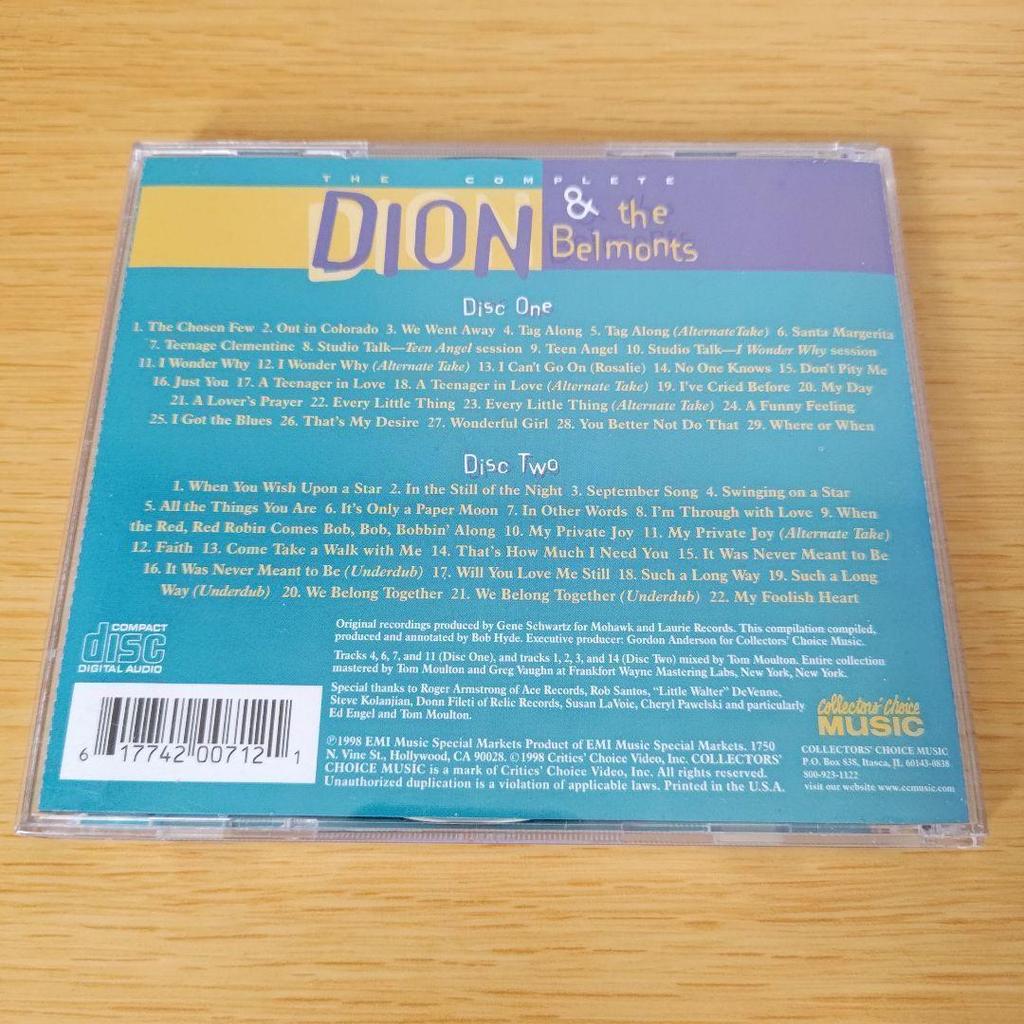 THE COMPLETE
DION & the Belmonts
Disc One
1. The Chosen Few 2. Out in Colorado 3. We Went Away 4. Tag Along 5. Tag Along (AlternateTake) 6. Santa Margerita
7. Teenage Clementine 8. Studio Talk—Teen Angel session 9. Teen Angel 10. Studio Talk—I Wonder Why session
11. I Wonder Why 12. I Wonder Why (Alternate Take) 13. I Can't Go On (Rosalie) 14. No One Knows 15. Don't Pity Me
16. Just You 17. A Teenager in Love 18. A Teenager in Love (Alternate Take) 19. I've Cried Before 20. My Day
21. A Lover's Prayer 22. Every Little Thing 23. Every Little Thing (Alternate Take) 24. A Funny Feeling
25. I Got the Blues 26. That's My Desire 27. Wonderful Girl 28. You Better Not Do That 29. Where or When
Disc Two
1. When You Wish Upon a Star 2. In the Still of the Night 3. September Song 4. Swinging on a Star
5. All the Things You Are 6. It's Only a Paper Moon 7. In Other Words 8. I'm Through with Love 9. When
the Red, Red Robin Comes Bob, Bob, Bobbin' Along 10. My Private Joy 11. My Private Joy (Alternate Take)
12. Faith 13. Come Take a Walk with Me 14. That's How Much I Need You 15. It Was Never Meant to Be
16. It Was Never Meant to Be (Underdub) 17. Will You Love Me Still 18. Such a Long Way 19. Such a Long
Way (Underdub) 20. We Belong Together 21. We Belong Together (Underdub) 22. My Foolish Heart
COMPACT
disc
DIGITAL AUDIO
Original recordings produced by Gene Schwartz for Mohawk and Laurie Records. This compilation compiled,
produced and annotated by Bob Hyde. Executive producer: Gordon Anderson for Collectors' Choice Music.
Tracks 4, 6, 7, and 11 (Disc One), and tracks 1, 2, 3, and 14 (Disc Two) mixed by Tom Moulton. Entire collection
mastered by Tom Moulton and Greg Vaughn at Frankfort Wayne Mastering Labs, New York, New York.
Special thanks to Roger Armstrong of Ace Records, Rob Santos, "Little Walter" DeVenne,
Steve Kolanjian, Donn Fileti of Relic Records, Susan LaVoie, Cheryl Pawelski and particularly
Ed Engel and Tom Moulton.
℗1998 EMI Music Special Markets Product of EMI Music Special Markets. 1750
N. Vine St., Hollywood, CA 90028. ©1998 Critics' Choice Video, Inc. COLLECTORS'
CHOICE MUSIC is a mark of Critics' Choice Video, Inc. All rights reserved.
Unauthorized duplication is a violation of applicable laws. Printed in the U.S.A.
6 17742 00712 1
Collectors' Choice
MUSIC
COLLECTORS' CHOICE MUSIC
P.O. Box 838, Itasca, IL 60143-0838
800-923-1122
visit our website www.ccmusic.com